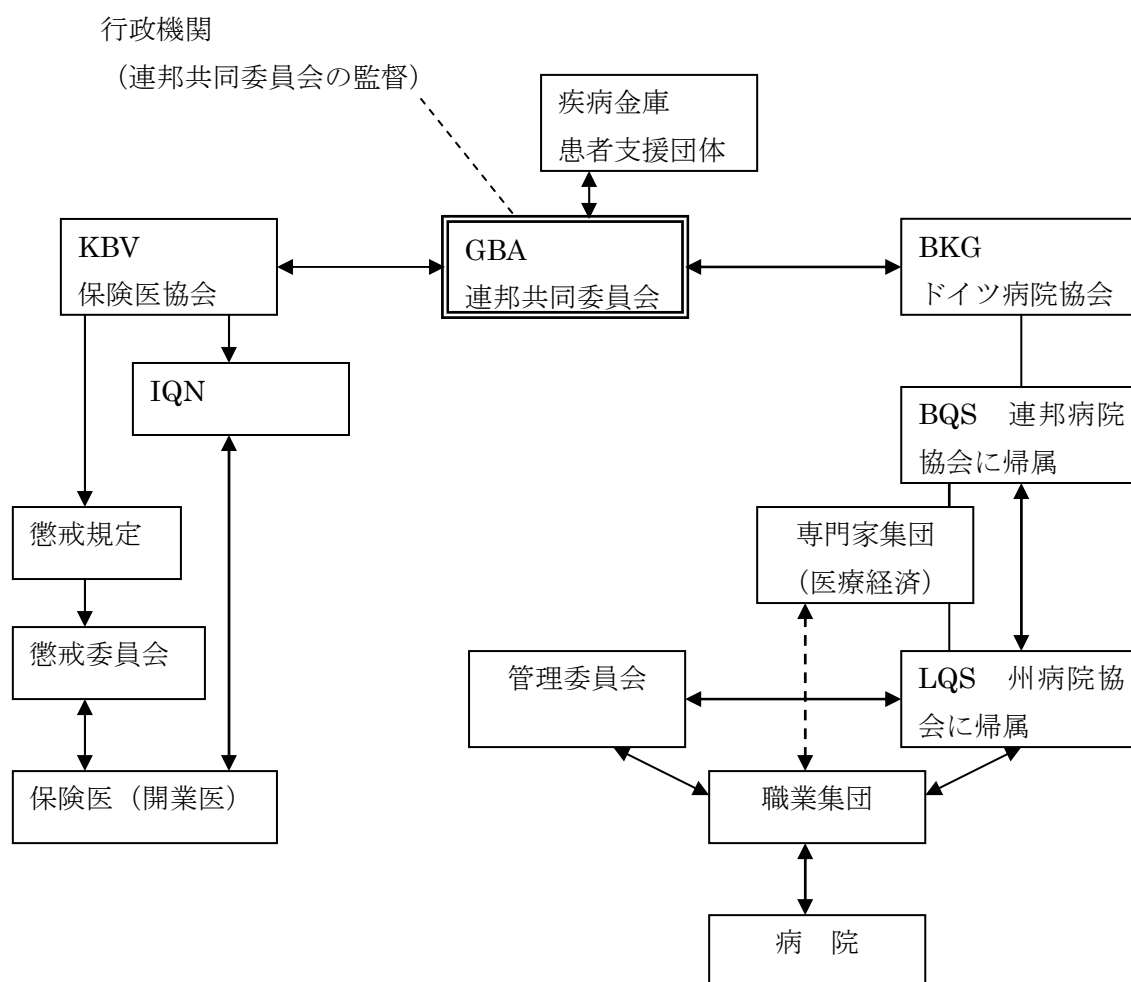 行政機関
（連邦共同委員会の監督）
疾病金庫
患者支援団体
KBV
保険医協会
GBA
連邦共同委員会
BKG
ドイツ病院協会
IQN
BQS　連邦病院
協会に帰属
懲戒規定
専門家集団
（医療経済）
懲戒委員会
管理委員会
LQS　州病院協
会に帰属
保険医（開業医）
職業集団
病　院